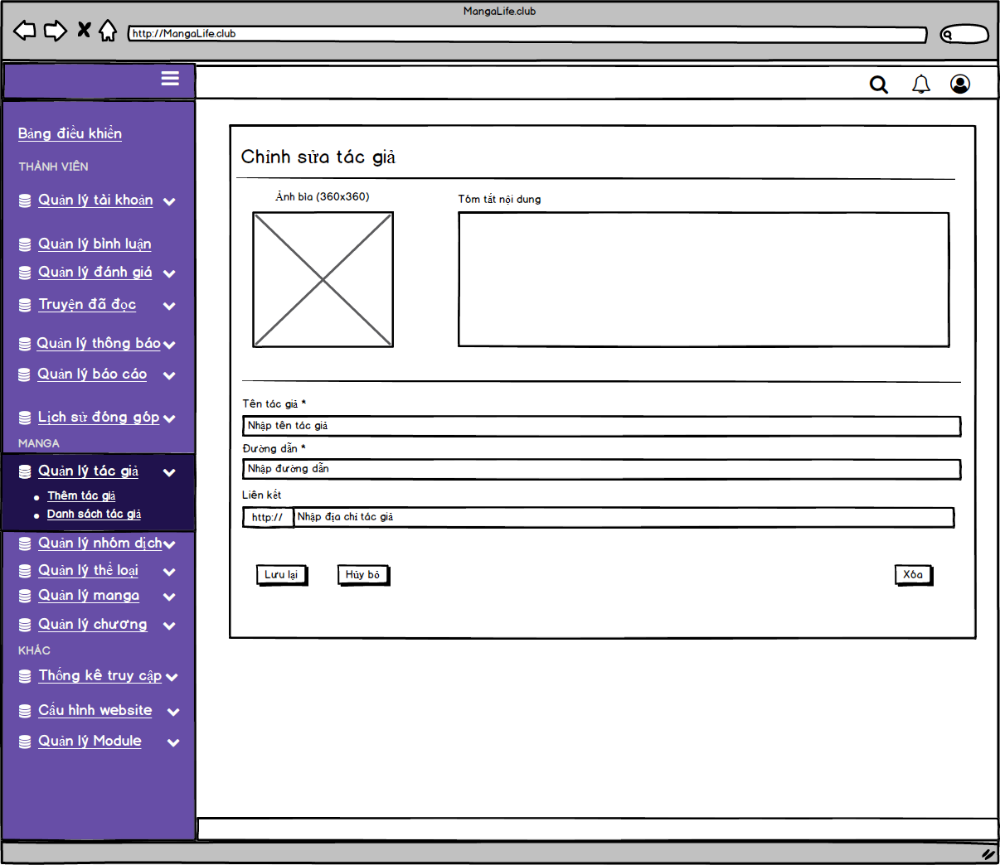 MangaLife.club
http://MangaLife.club
Bảng điều khiển
THÀNH VIÊN
Quản lý tài khoản
Quản lý bình luận
Quản lý đánh giá
Truyện đã đọc
Quản lý thông báo
Quản lý báo cáo
Lịch sử đóng góp
MANGA
Quản lý tác giả
Thêm tác giả
Danh sách tác giả
Quản lý nhóm dịch
Quản lý thể loại
Quản lý manga
Quản lý chương
KHÁC
Thống kê truy cập
Cấu hình website
Quản lý Module
Chỉnh sửa tác giả
Ảnh bìa (360x360)
Tóm tắt nội dung
Tên tác giả *
Nhập tên tác giả
Đường dẫn *
Nhập đường dẫn
Liên kết
http:// Nhập địa chỉ tác giả
Lưu lại Hủy bỏ Xóa